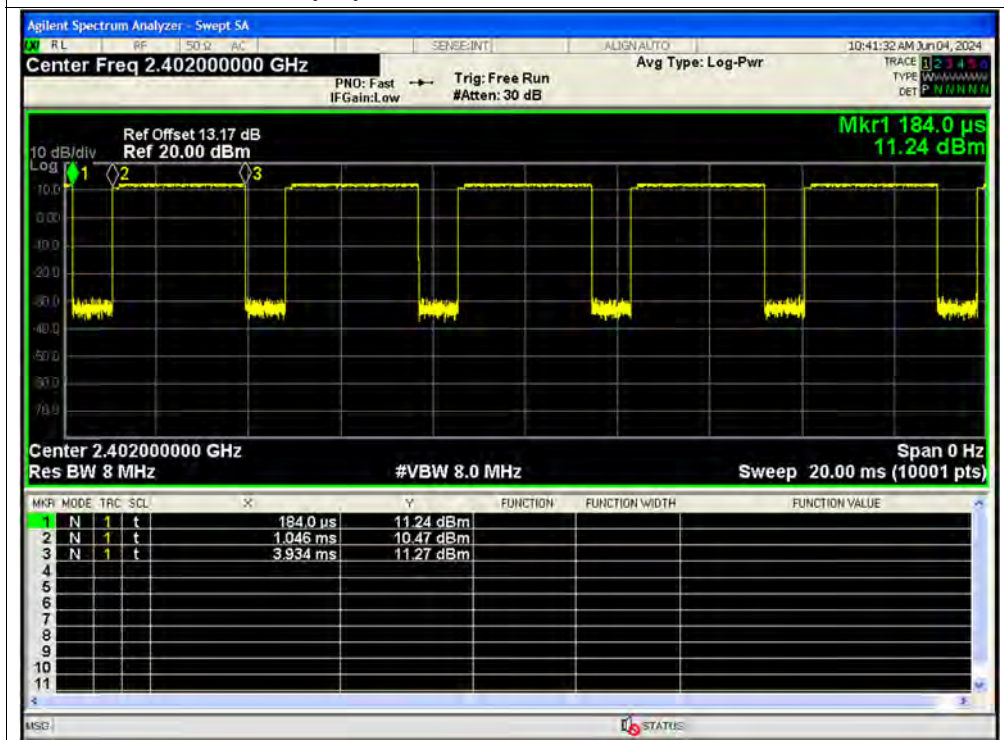 Agilent Spectrum Analyzer - Swept SA
RL RF 50 Ω AC SENSE:INT ALIGN AUTO 10:41:32 AM Jun 04, 2024
Center Freq 2.402000000 GHz Avg Type: Log-Pwr TRACE 1 2 3 4 5 6
PNO: Fast Trig: Free Run TYPE
IFGain:Low #Atten: 30 dB DET P N N N N N
Mkr1 184.0 µs
11.24 dBm
Ref Offset 13.17 dB
10 dB/div Ref 20.00 dBm
Log
1 2 3
10.0
0.00
-10.0
-20.0
-30.0
-40.0
-50.0
-60.0
-70.0
Center 2.402000000 GHz Span 0 Hz
Res BW 8 MHz #VBW 8.0 MHz Sweep 20.00 ms (10001 pts)
MKR MODE TRC SCL X Y FUNCTION FUNCTION WIDTH FUNCTION VALUE
1 N 1 t 184.0 µs 11.24 dBm
2 N 1 t 1.046 ms 10.47 dBm
3 N 1 t 3.934 ms 11.27 dBm
4
5
6
7
8
9
10
11
MSG STATUS